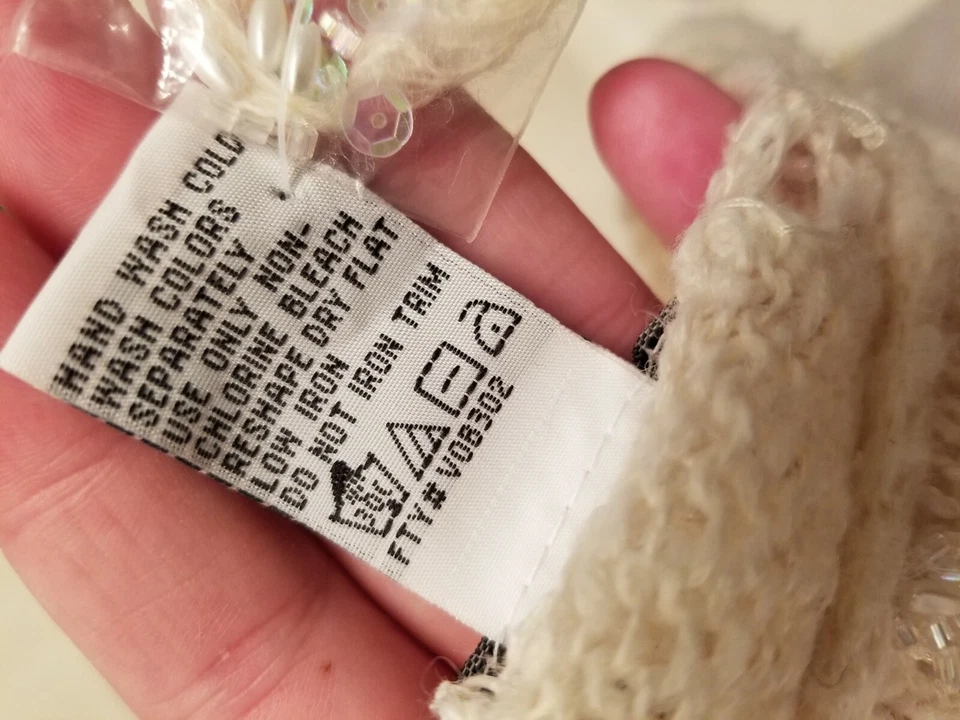 HAND WASH COLD
WASH COLORS
SEPARATELY
USE ONLY NON-
CHLORINE BLEACH
RESHAPE DRY FLAT
LOW IRON
DO NOT IRON TRIM
FTY# VOB302